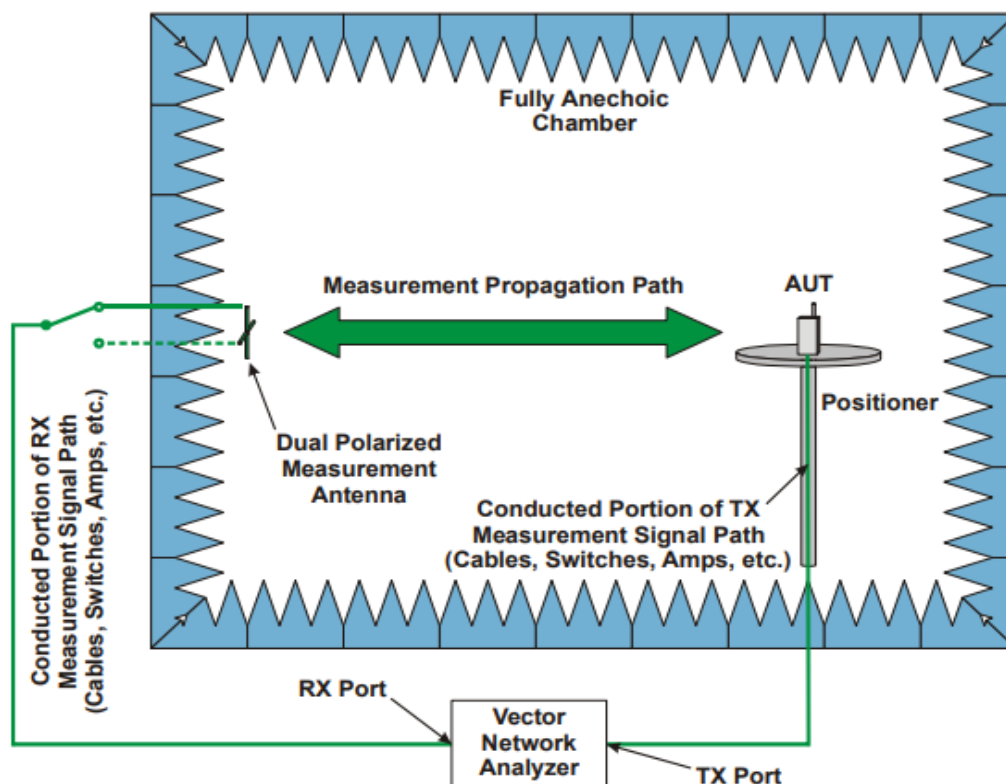 Fully Anechoic
Chamber
Measurement Propagation Path
AUT
Positioner
Dual Polarized
Measurement
Antenna
Conducted Portion of TX
Measurement Signal Path
(Cables, Switches, Amps, etc.)
Conducted Portion of RX
Measurement Signal Path
(Cables, Switches, Amps, etc.)
RX Port
Vector
Network
Analyzer
TX Port